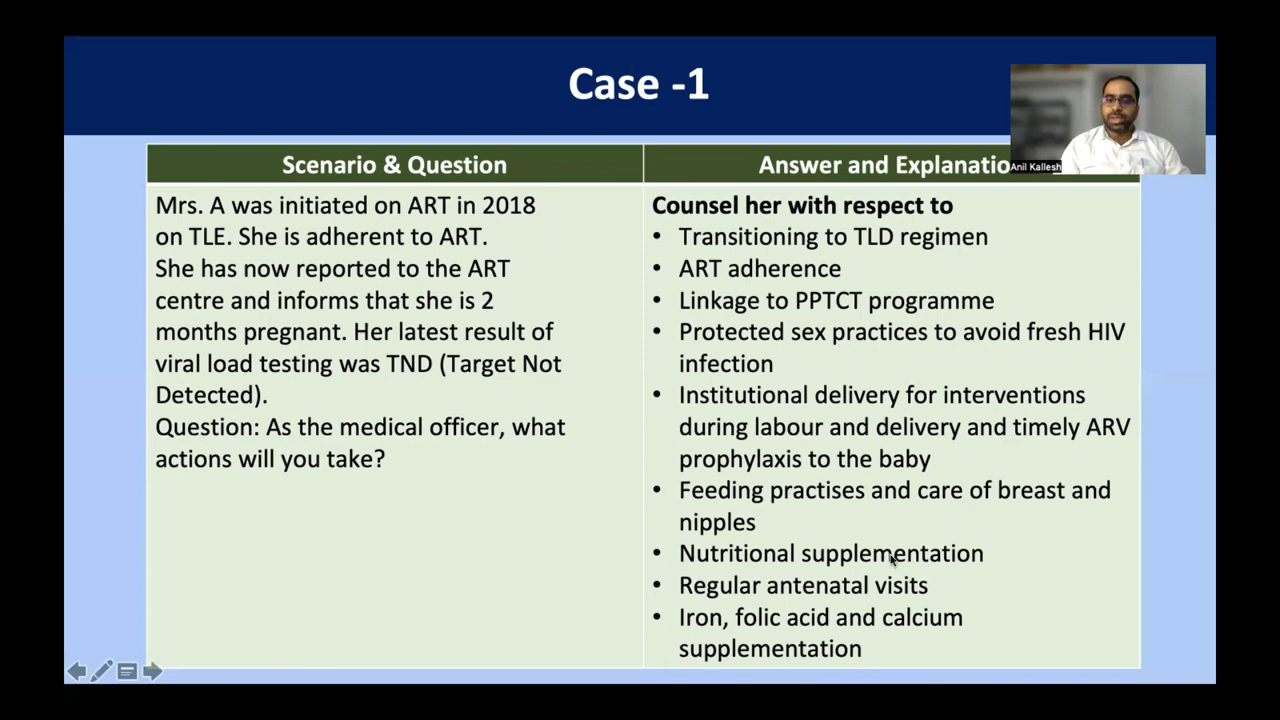 Case -1
Anil Kallesh
Scenario & Question
Answer and Explanatio
Mrs. A was initiated on ART in 2018
on TLE. She is adherent to ART.
She has now reported to the ART
centre and informs that she is 2
months pregnant. Her latest result of
viral load testing was TND (Target Not
Detected).
Question: As the medical officer, what
actions will you take?
Counsel her with respect to
• Transitioning to TLD regimen
• ART adherence
• Linkage to PPTCT programme
• Protected sex practices to avoid fresh HIV
infection
• Institutional delivery for interventions
during labour and delivery and timely ARV
prophylaxis to the baby
• Feeding practises and care of breast and
nipples
• Nutritional supplementation
• Regular antenatal visits
• Iron, folic acid and calcium
supplementation